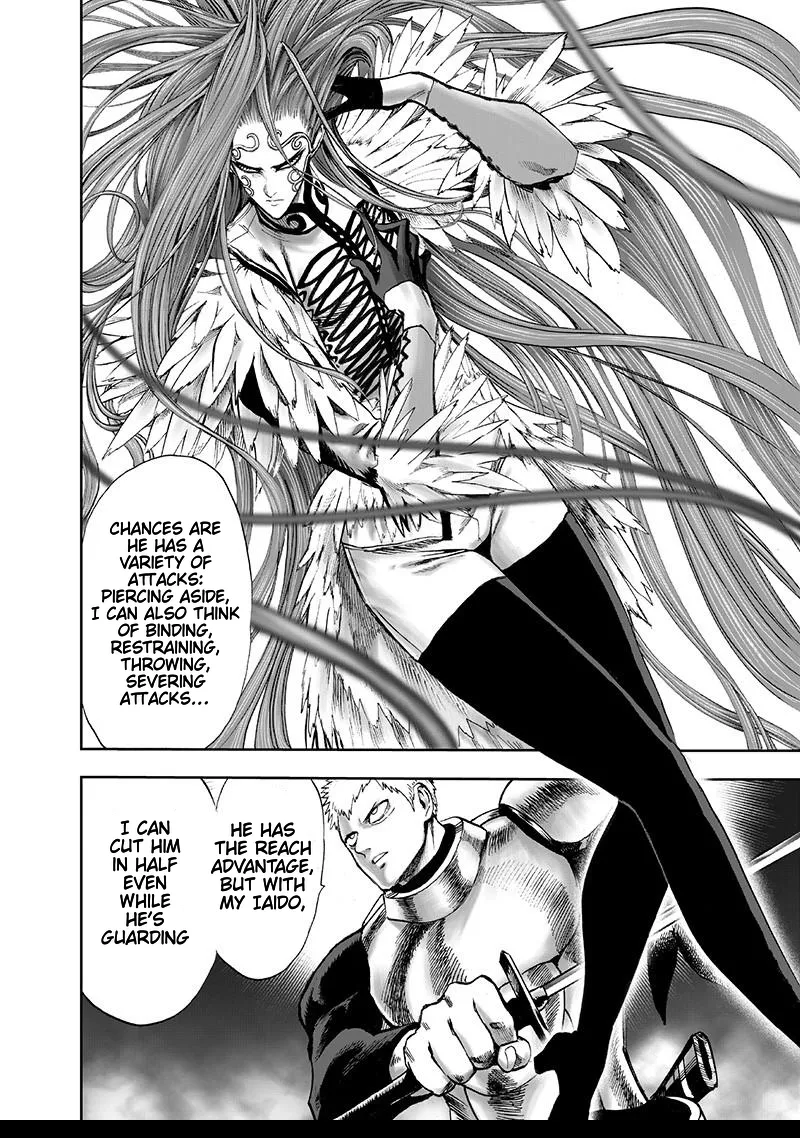 CHANCES ARE
HE HAS A
VARIETY OF
ATTACKS:
PIERCING ASIDE,
I CAN ALSO THINK
OF BINDING,
RESTRAINING,
THROWING,
SEVERING
ATTACKS...
HE HAS
THE REACH
ADVANTAGE,
BUT WITH
MY IAIDO,
I CAN
CUT HIM
IN HALF
EVEN
WHILE
HE'S
GUARDING